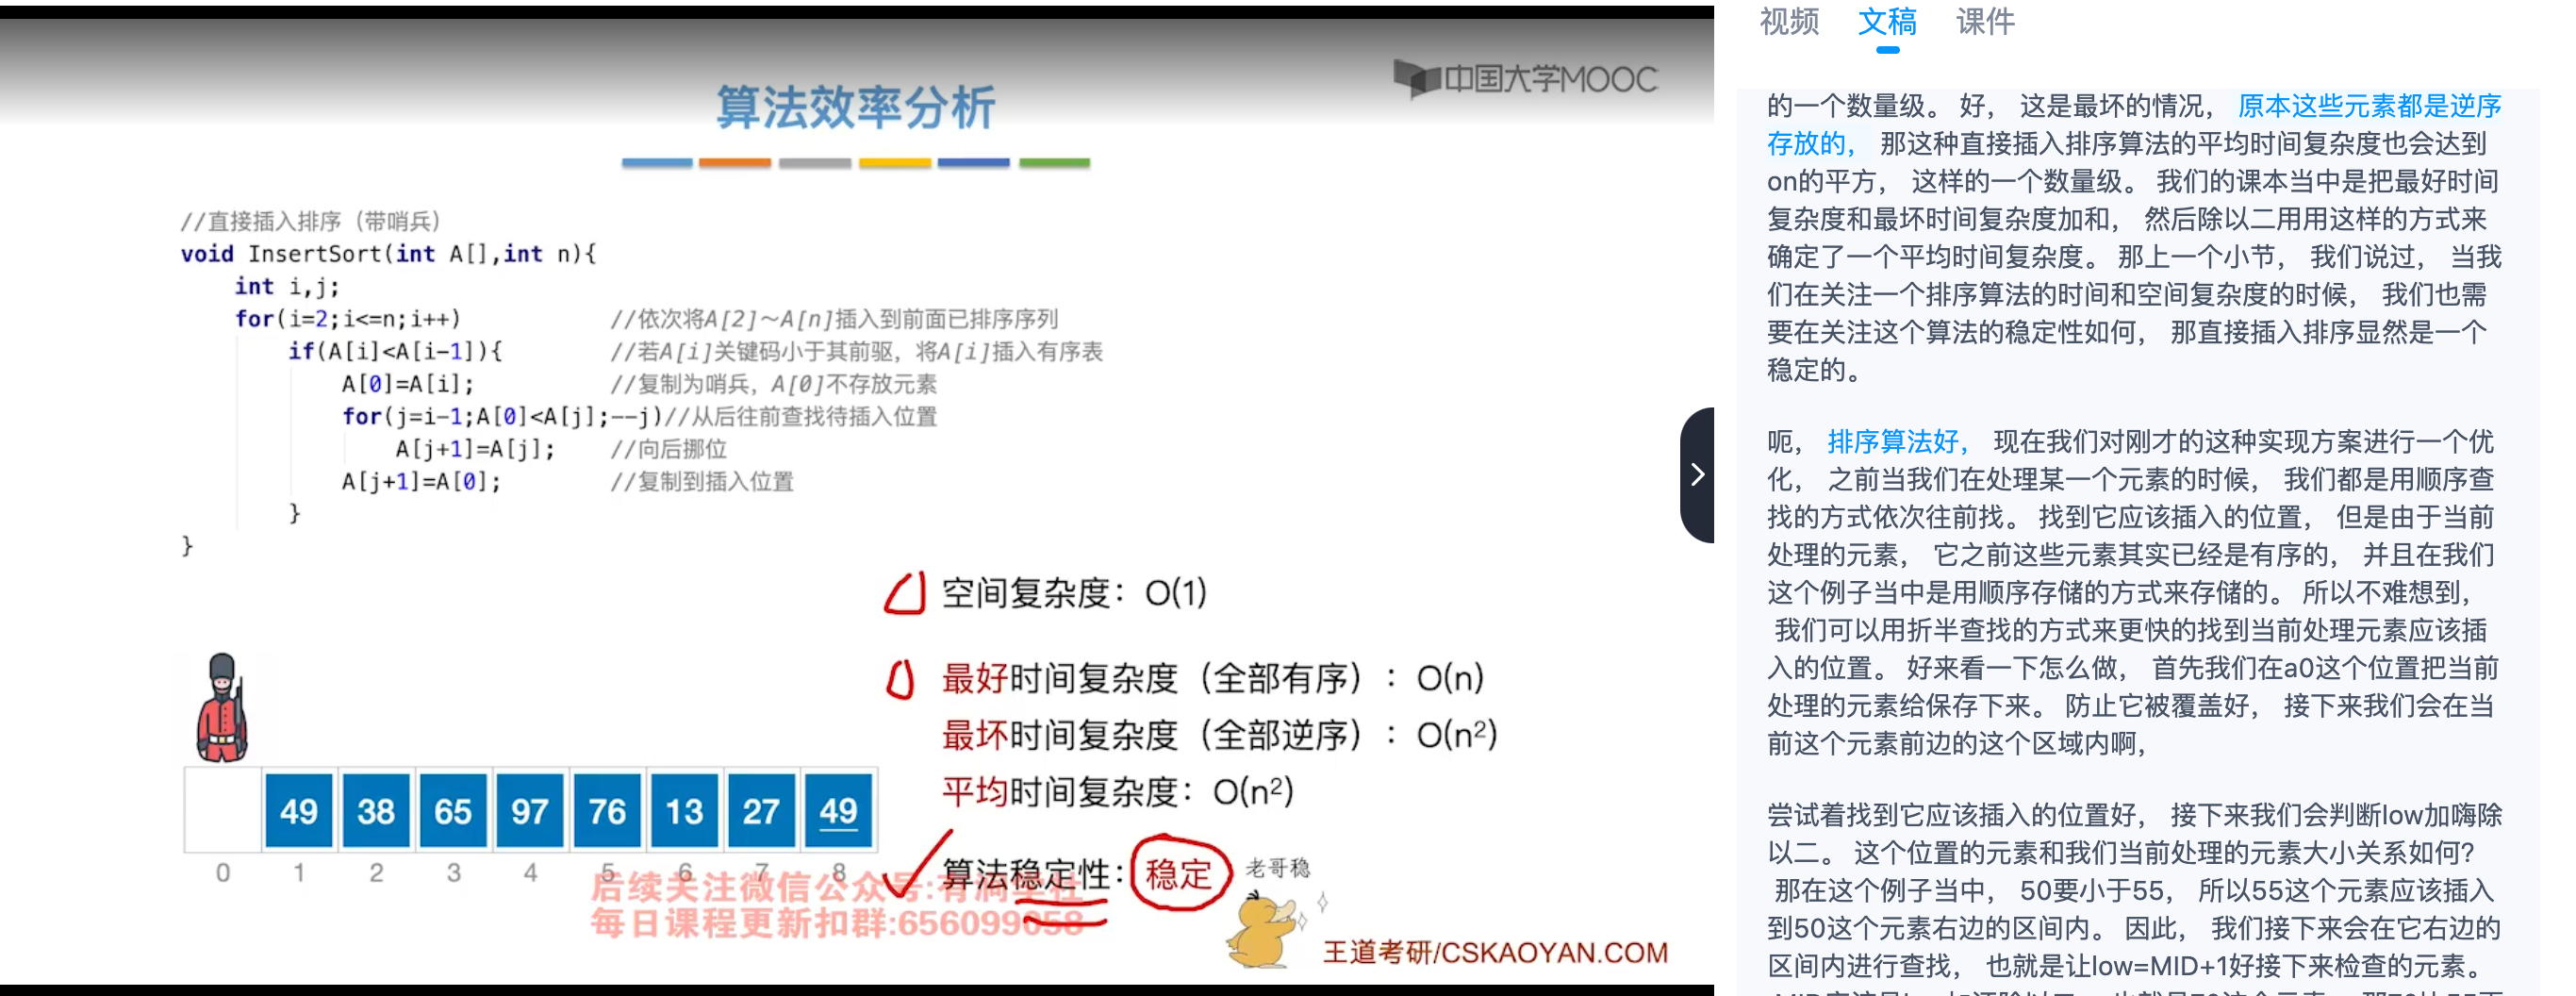 中国大学MOOC
算法效率分析
//直接插入排序（带哨兵）
void InsertSort(int A[],int n){
int i,j;
for(i=2;i<=n;i++) //依次将A[2]～A[n]插入到前面已排序序列
if(A[i]<A[i-1]){ //若A[i]关键码小于其前驱，将A[i]插入有序表
A[0]=A[i]; //复制为哨兵，A[0]不存放元素
for(j=i-1;A[0]<A[j];--j)//从后往前查找待插入位置
A[j+1]=A[j]; //向后挪位
A[j+1]=A[0]; //复制到插入位置
}
}
空间复杂度：O(1)
最好时间复杂度（全部有序）：O(n)
最坏时间复杂度（全部逆序）：O(n²)
平均时间复杂度：O(n²)
算法稳定性：稳定
老哥稳
49 38 65 97 76 13 27 49
0 1 2 3 4 5 6 7 8
后续关注微信公众号:有
每日课程更新扣群:656099058
王道考研/CSKAOYAN.COM
视频 文稿 课件
的一个数量级。 好， 这是最坏的情况， 原本这些元素都是逆序
存放的， 那这种直接插入排序算法的平均时间复杂度也会达到
on的平方， 这样的一个数量级。 我们的课本当中是把最好时间
复杂度和最坏时间复杂度加和， 然后除以二用用这样的方式来
确定了一个平均时间复杂度。 那上一个小节， 我们说过， 当我
们在关注一个排序算法的时间和空间复杂度的时候， 我们也需
要在关注这个算法的稳定性如何， 那直接插入排序显然是一个
稳定的。
呃， 排序算法好， 现在我们对刚才的这种实现方案进行一个优
化， 之前当我们在处理某一个元素的时候， 我们都是用顺序查
找的方式依次往前找。 找到它应该插入的位置， 但是由于当前
处理的元素， 它之前这些元素其实已经是有序的， 并且在我们
这个例子当中是用顺序存储的方式来存储的。 所以不难想到，
我们可以用折半查找的方式来更快的找到当前处理元素应该插
入的位置。 好来看一下怎么做， 首先我们在a0这个位置把当前
处理的元素给保存下来。 防止它被覆盖好， 接下来我们会在当
前这个元素前边的这个区域内啊，
尝试着找到它应该插入的位置好， 接下来我们会判断low加嗨除
以二。 这个位置的元素和我们当前处理的元素大小关系如何？
那在这个例子当中， 50要小于55， 所以55这个元素应该插入
到50这个元素右边的区间内。 因此， 我们接下来会在它右边的
区间内进行查找， 也就是让low=MID+1好接下来检查的元素。